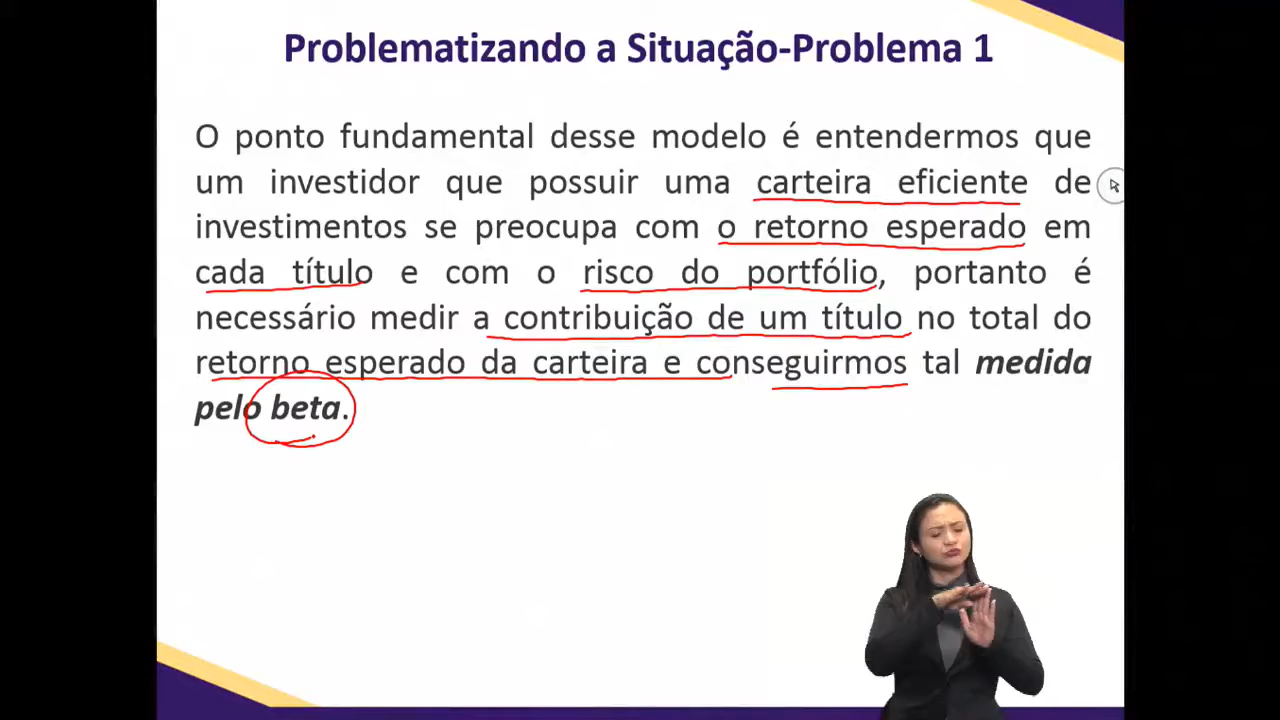 Problematizando a Situação-Problema 1
O ponto fundamental desse modelo é entendermos que
um investidor que possuir uma carteira eficiente de
investimentos se preocupa com o retorno esperado em
cada título e com o risco do portfólio, portanto é
necessário medir a contribuição de um título no total do
retorno esperado da carteira e conseguirmos tal medida
pelo beta.